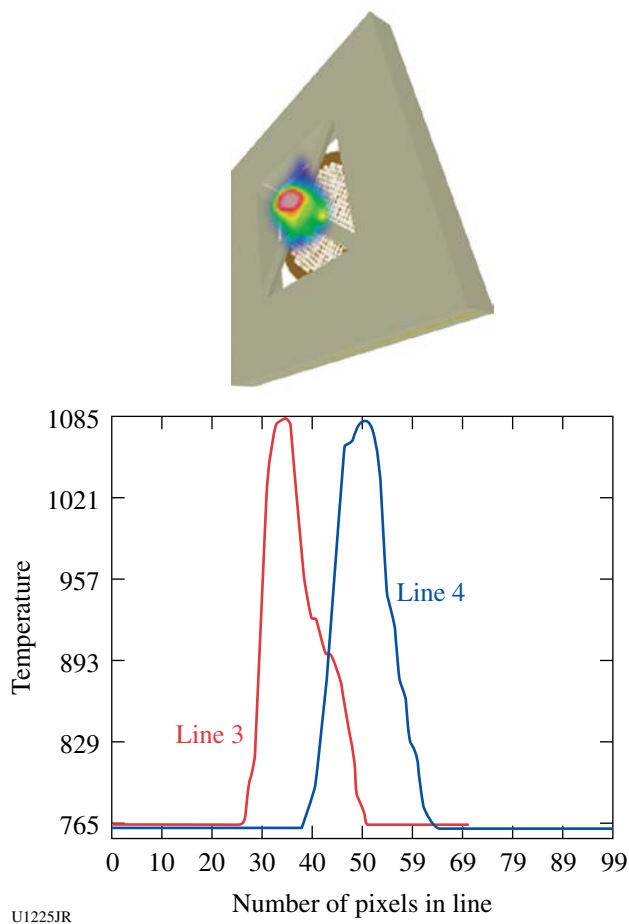 1085
1021
957
893
829
765
Temperature
Line 3
Line 4
0 10 20 30 40 50 59 69 79 89 99
Number of pixels in line
U1225JR